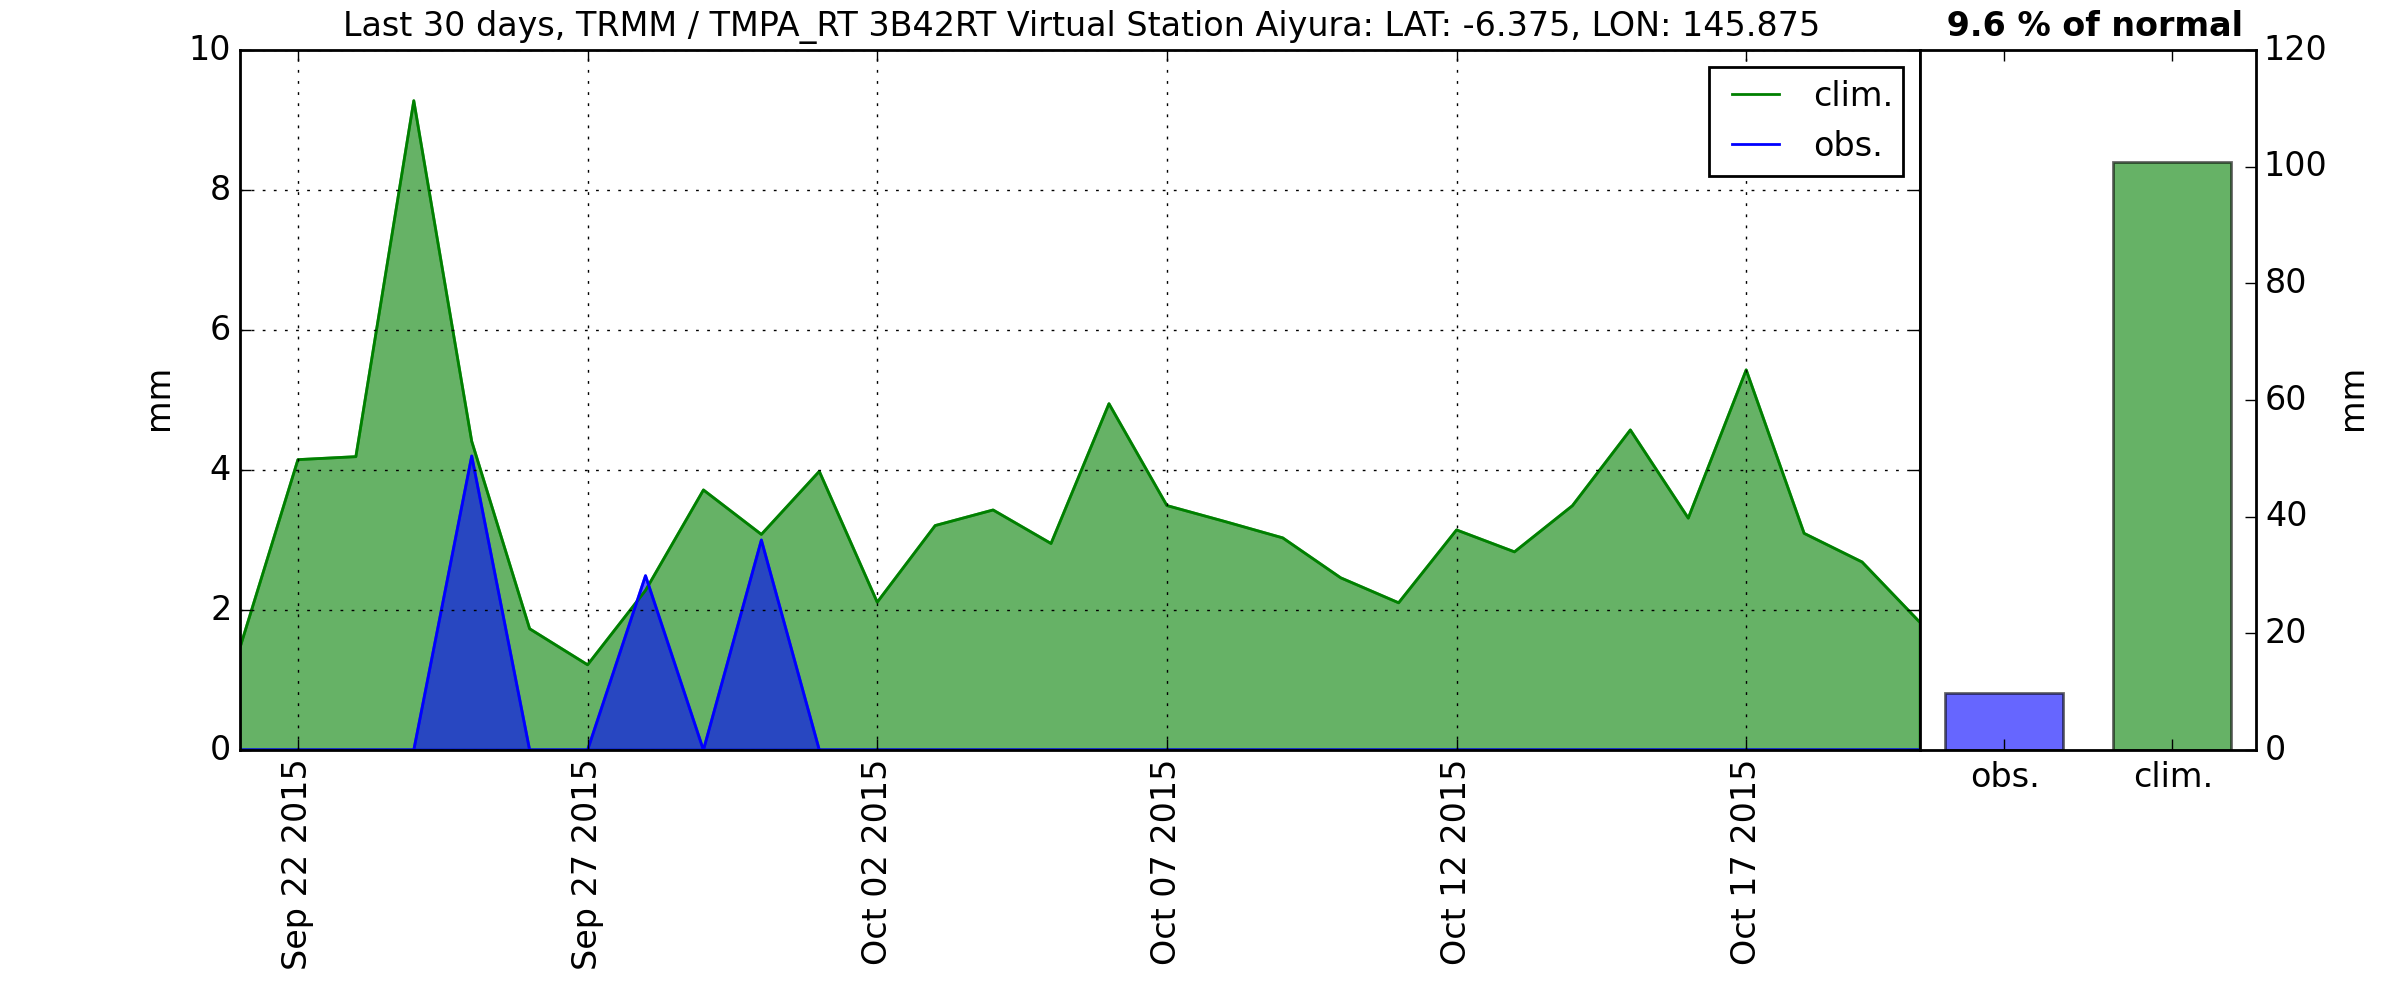 Last 30 days, TRMM / TMPA_RT 3B42RT Virtual Station Aiyura: LAT: -6.375, LON: 145.875
9.6 % of normal
10
8
6
4
2
0
mm
clim.
obs.
Sep 22 2015
Sep 27 2015
Oct 02 2015
Oct 07 2015
Oct 12 2015
Oct 17 2015
120
100
80
60
40
20
0
mm
obs.
clim.